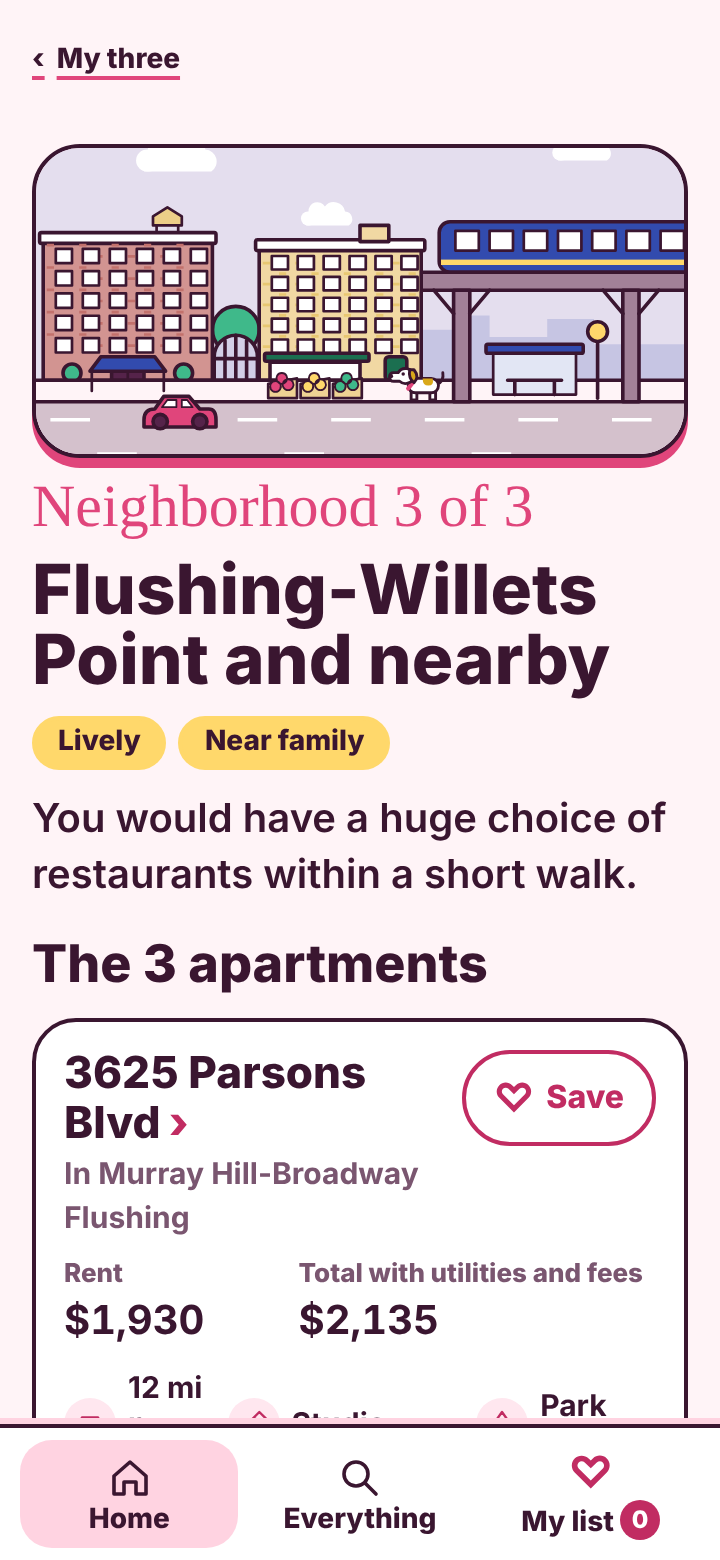 ‹ My three
Neighborhood 3 of 3
Flushing-Willets
Point and nearby
Lively
Near family
You would have a huge choice of
restaurants within a short walk.
The 3 apartments
3625 Parsons
Blvd ›
Save
In Murray Hill-Broadway
Flushing
Rent
Total with utilities and fees
$1,930
$2,135
12 mi
Park
Home
Everything
My list 0